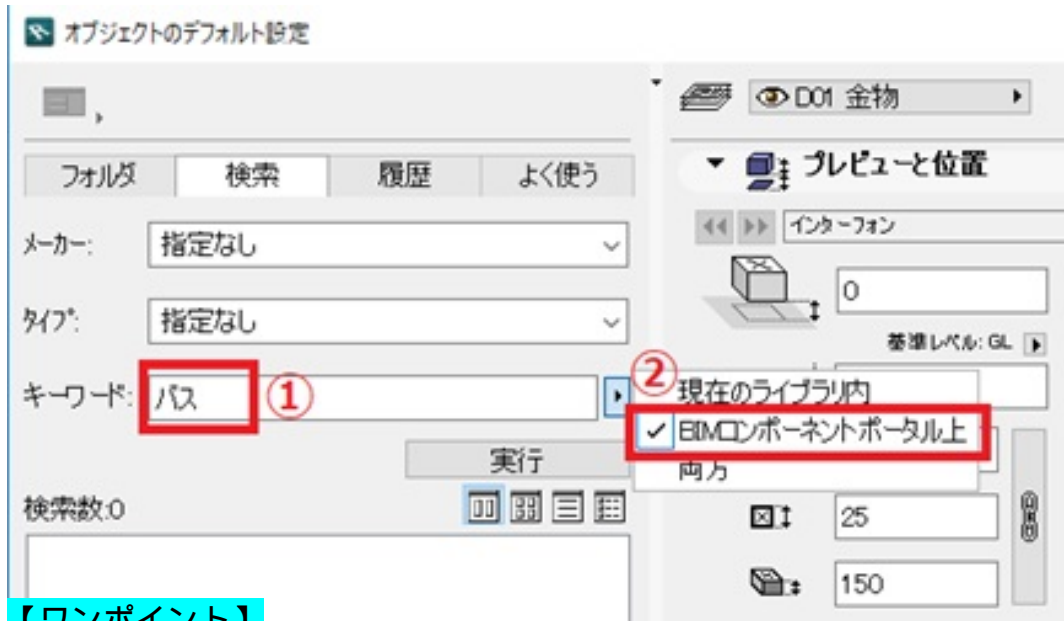 オブジェクトのデフォルト設定
D01 金物
フォルダ 検索 履歴 よく使う
プレビューと位置
メーカー: 指定なし
インターフォン
0
タイプ: 指定なし
基準レベル: GL
キーワード: バス ①
② 現在のライブラリ内
BIMコンポーネントポータル上
両方
実行
検索数:0
25
150
【ワンポイント】